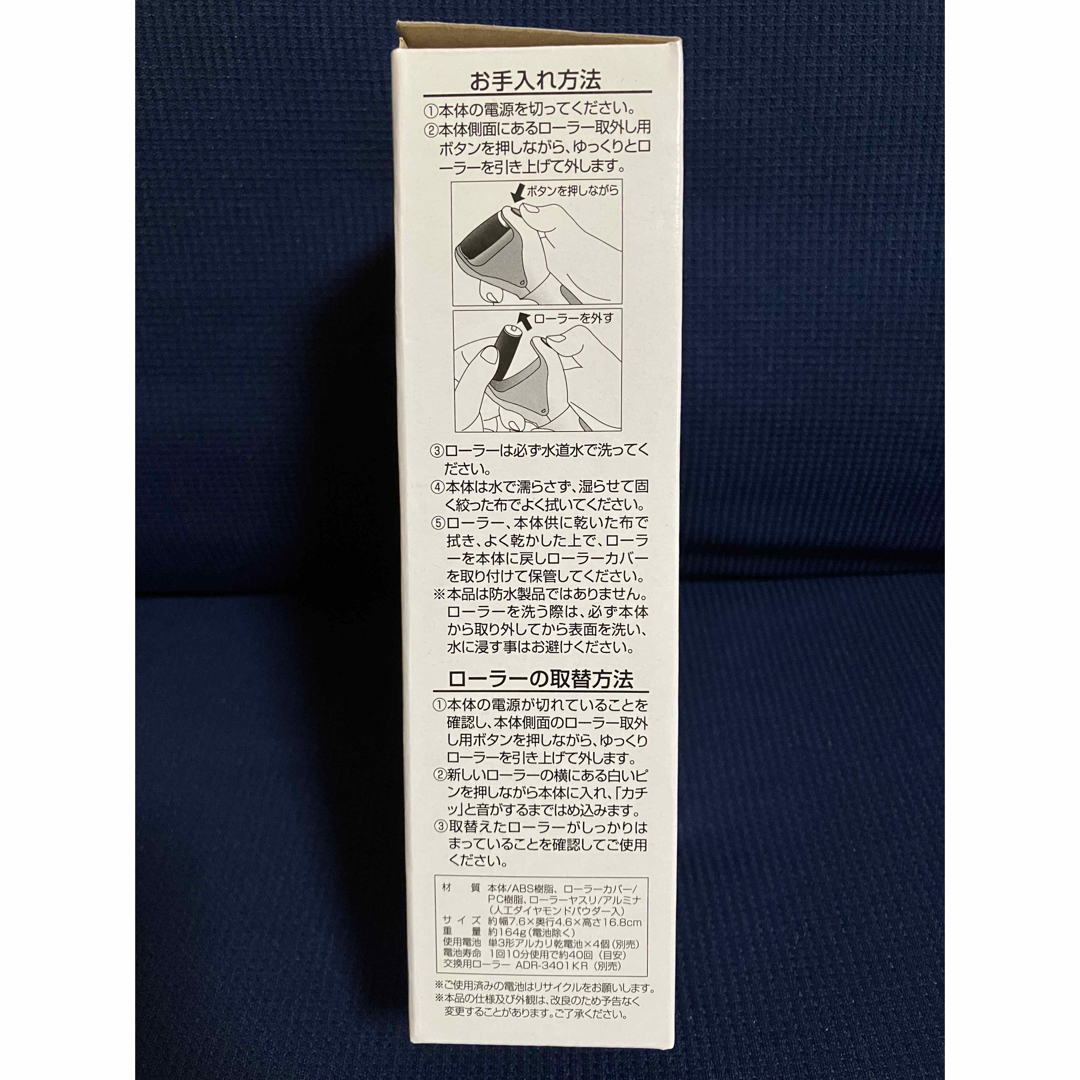 お手入れ方法
①本体の電源を切ってください。
②本体側面にあるローラー取外し用
ボタンを押しながら、ゆっくりとロ
ーラーを引き上げて外します。
ボタンを押しながら
ローラーを外す
③ローラーは必ず水道水で洗ってく
ださい。
④本体は水で濡らさず、湿らせて固
く絞った布でよく拭いてください。
⑤ローラー、本体供に乾いた布で
拭き、よく乾かした上で、ローラ
ーを本体に戻しローラーカバー
を取り付けて保管してください。
※本品は防水製品ではありません。
ローラーを洗う際は、必ず本体
から取り外してから表面を洗い、
水に浸す事はお避けください。
ローラーの取替方法
①本体の電源が切れていることを
確認し、本体側面のローラー取外
し用ボタンを押しながら、ゆっくり
ローラーを引き上げて外します。
②新しいローラーの横にある白いピ
ンを押しながら本体に入れ、「カチ
ッ」と音がするまではめ込みます。
③取替えたローラーがしっかりは
まっていることを確認してご使用
ください。
材 質 本体/ABS樹脂、ローラーカバー/
PC樹脂、ローラーヤスリ/アルミナ
（人工ダイヤモンドパウダー入）
サイズ 約幅7.6×奥行4.6×高さ16.8cm
重 量 約164g（電池除く）
使用電池 単3形アルカリ乾電池×4個（別売）
電池寿命 1回10分使用で約40回（目安）
交換用ローラー ADR-3401KR（別売）
※ご使用済みの電池はリサイクルをお願いします。
※本品の仕様及び外観は、改良のため予告なく
変更することがあります。ご了承ください。